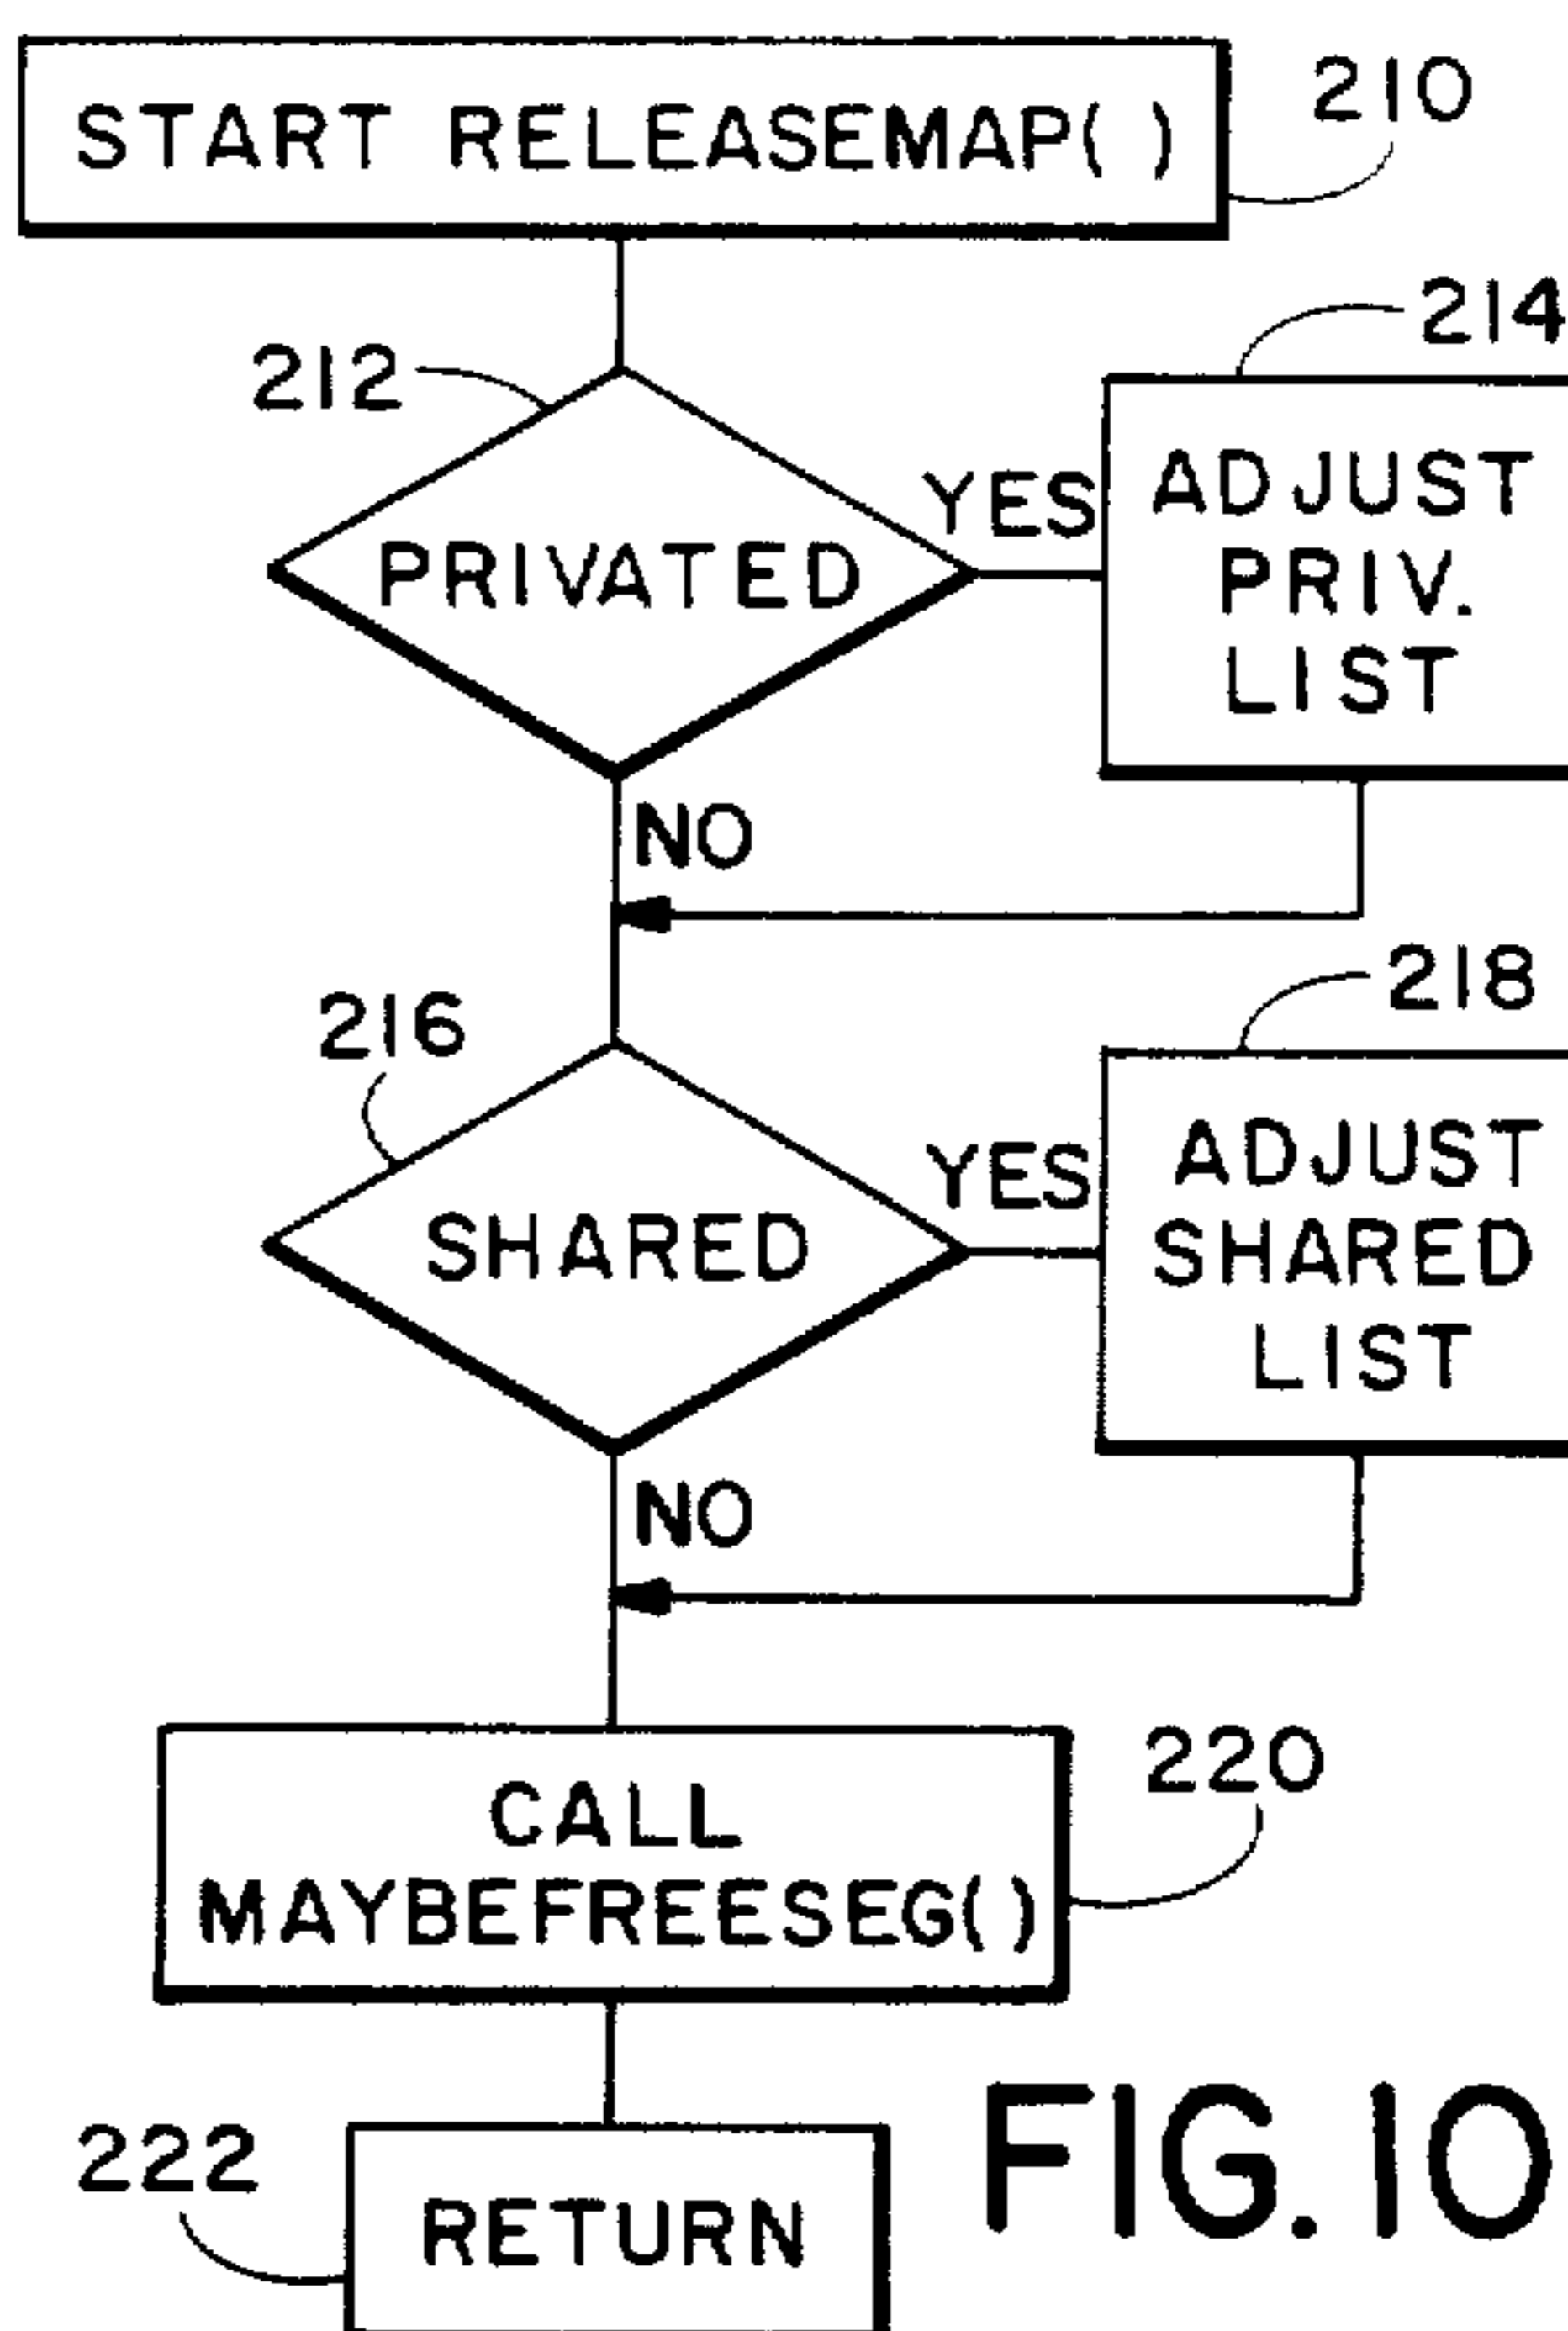 START RELEASEMAP( )
210
214
212
YES
ADJUST
PRIV.
LIST
PRIVATED
NO
218
216
YES
ADJUST
SHARED
LIST
SHARED
NO
220
CALL
MAYBEFREESEG( )
222
RETURN
FIG. 10